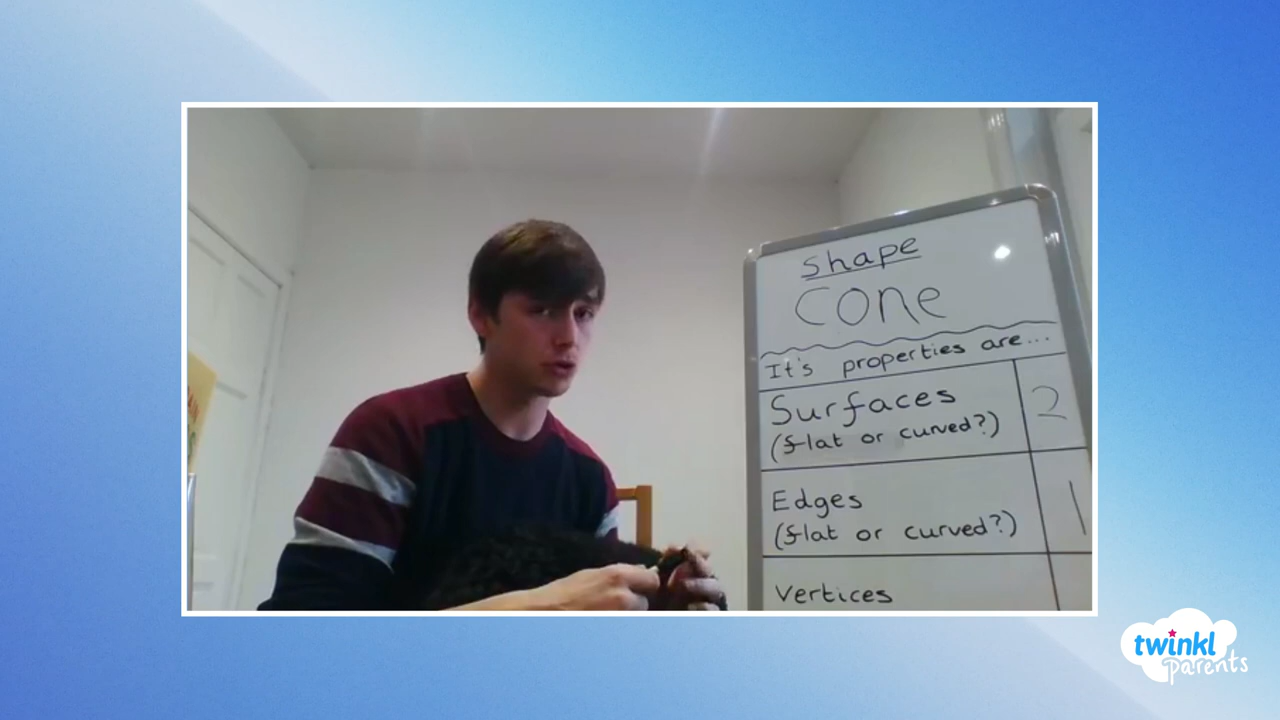 Shape
CONE
It's properties are...
Surfaces
(flat or curved?)
2
Edges
(flat or curved?)
1
Vertices
twinkl
parents